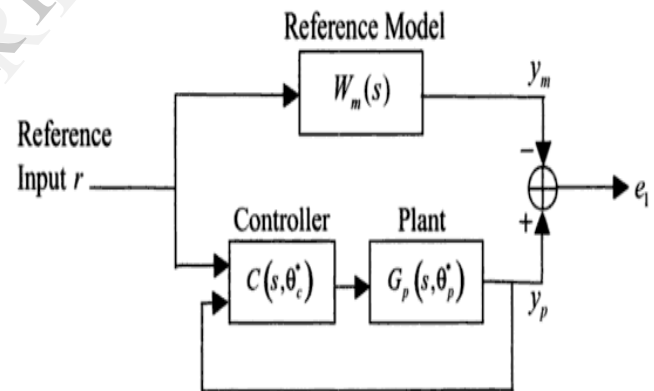 Reference Model
W_m(s)
y_m
Reference
Input r
−
e_1
+
Controller
Plant
C(s,θ_c^*)
G_p(s,θ_p^*)
y_p